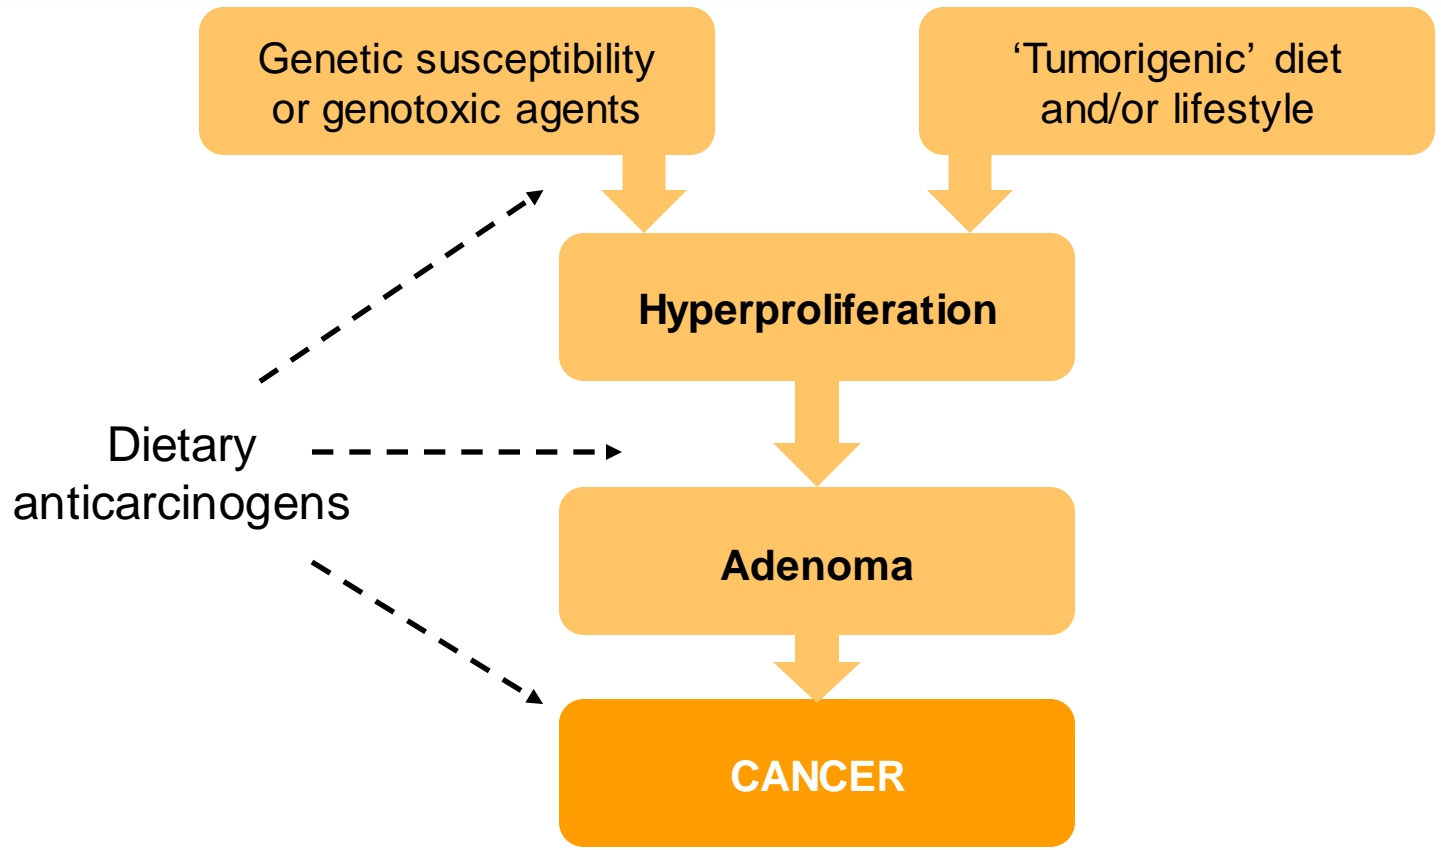 Genetic susceptibility
or genotoxic agents
‘Tumorigenic’ diet
and/or lifestyle
Hyperproliferation
Dietary
anticarcinogens
Adenoma
CANCER